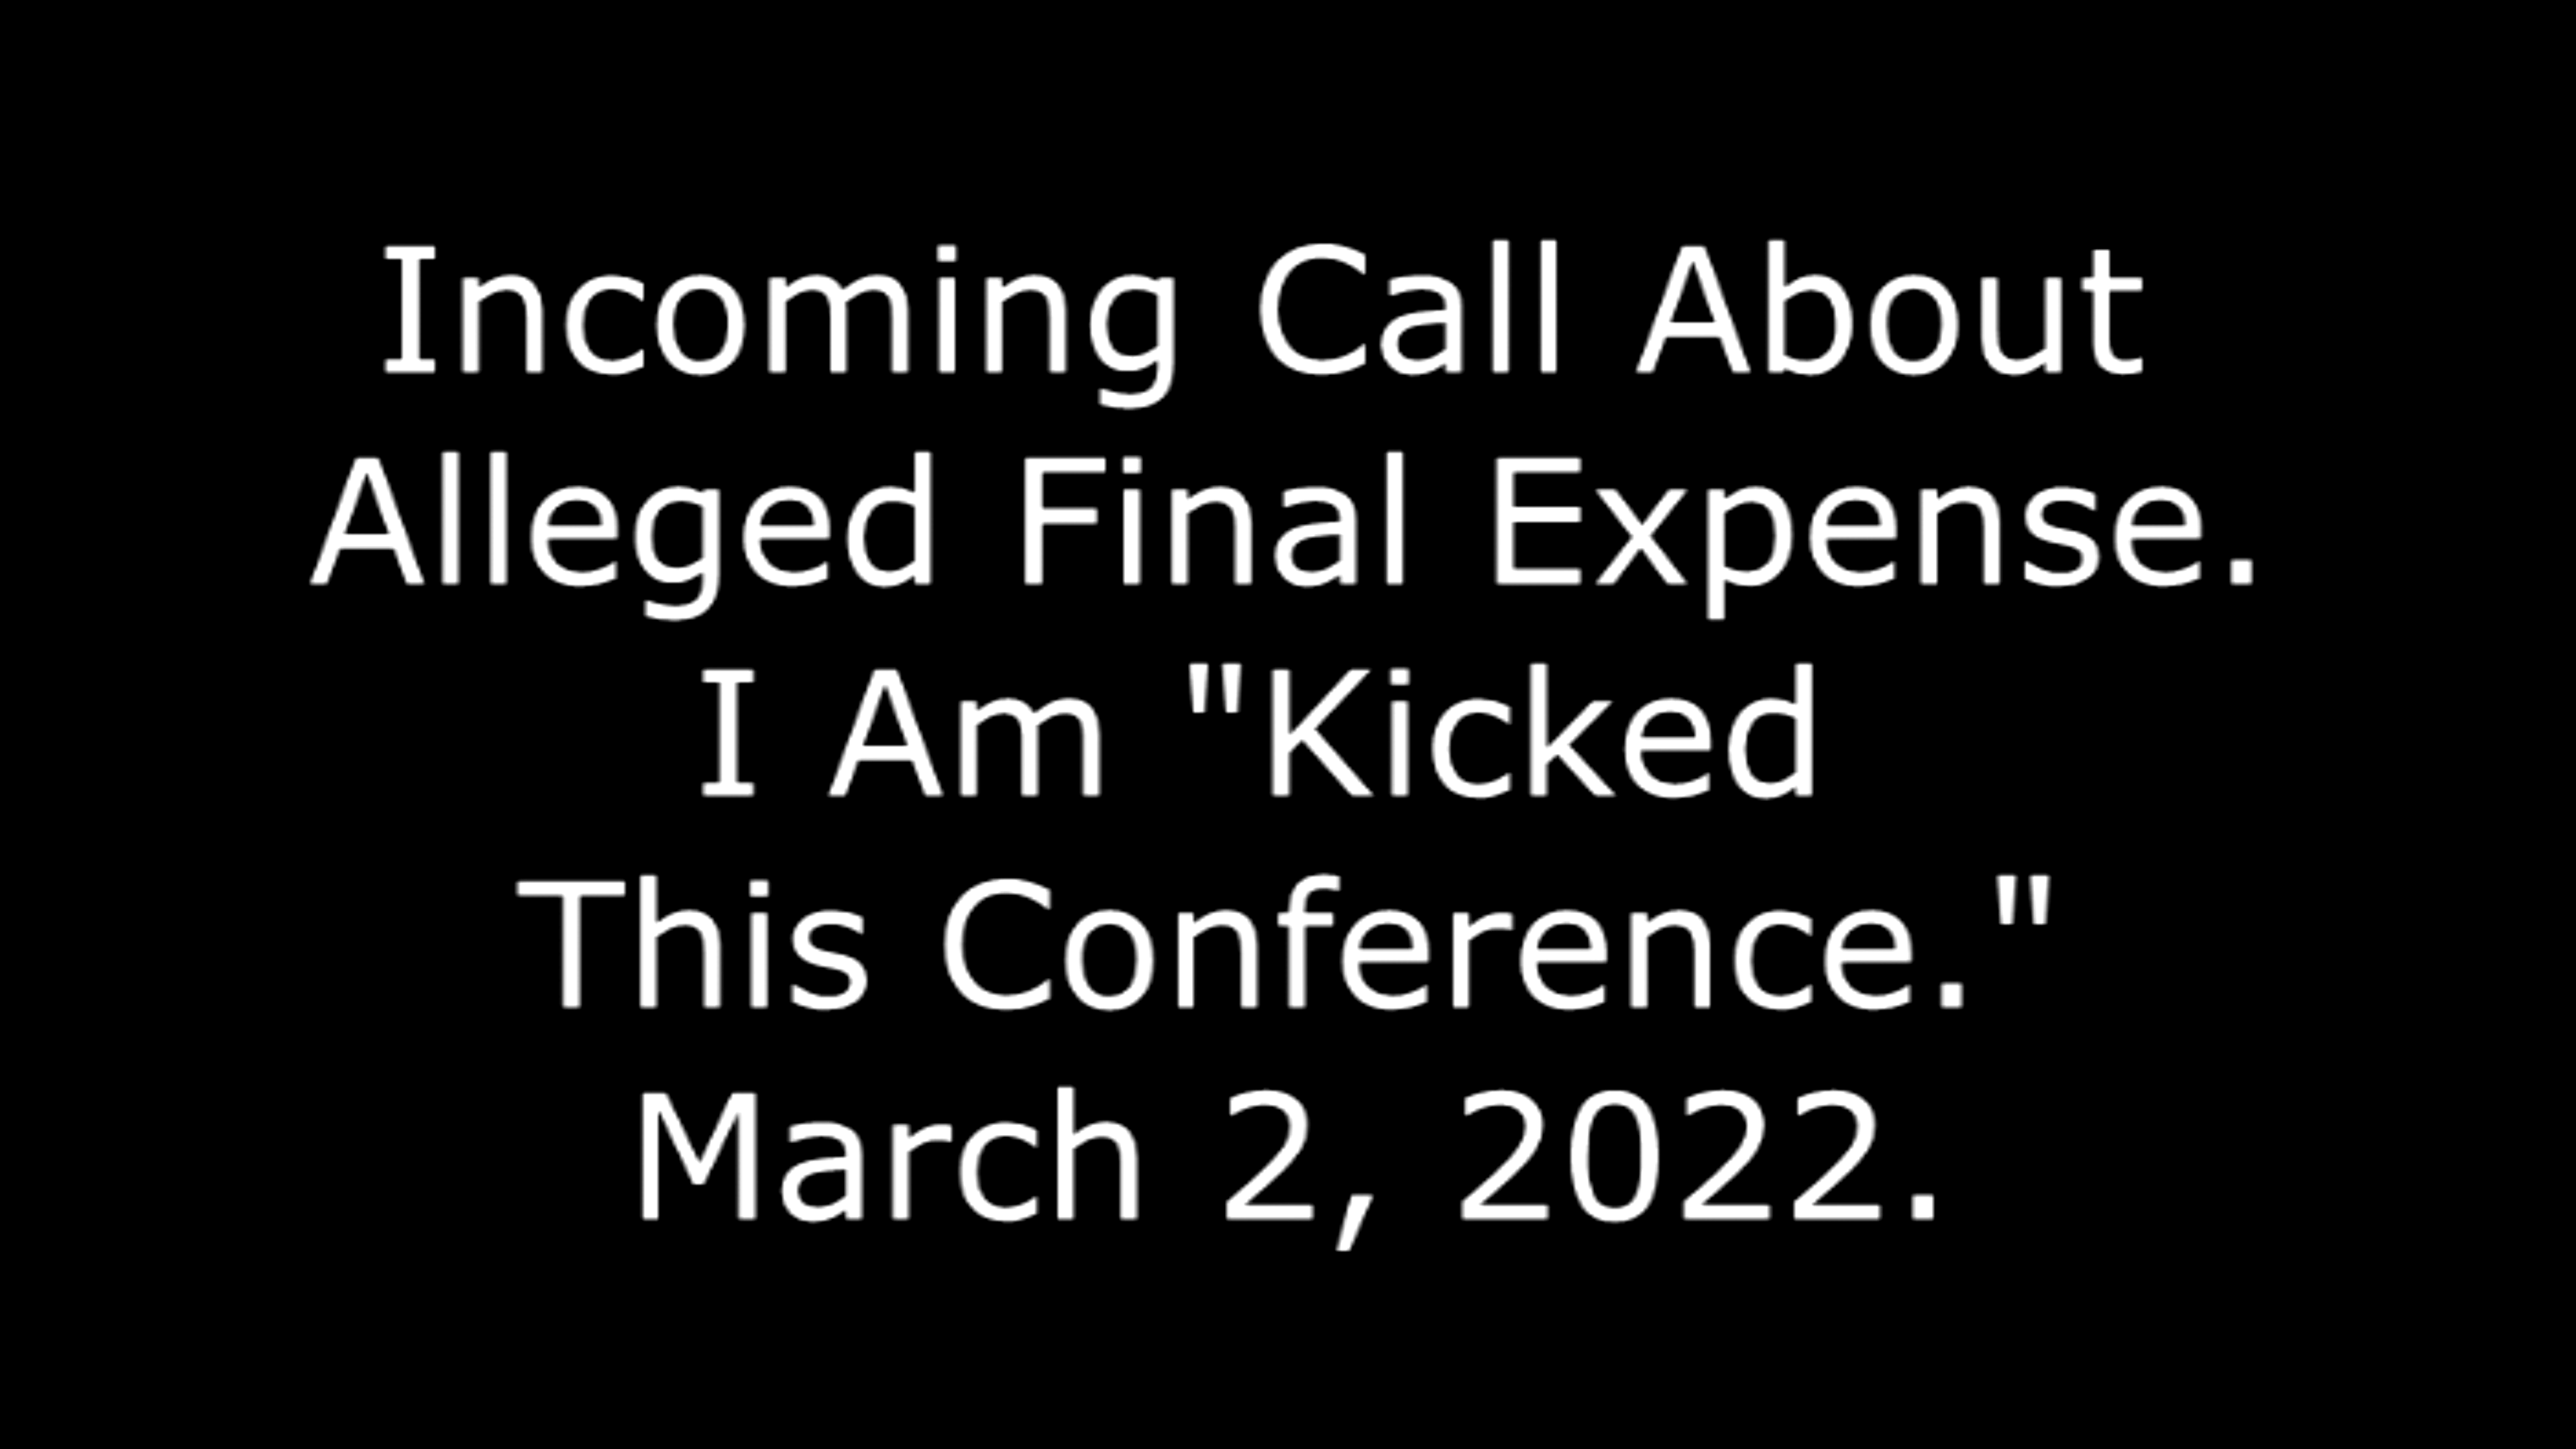 Incoming Call About
Alleged Final Expense.
I Am "Kicked
This Conference."
March 2, 2022.